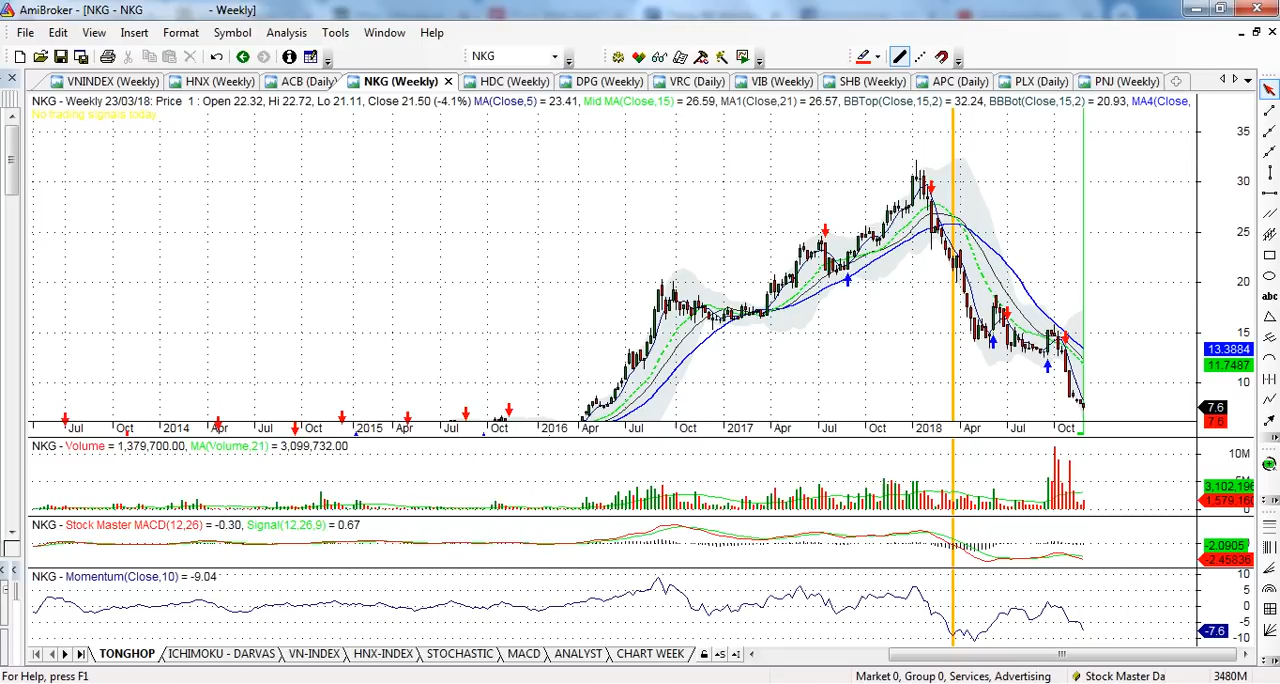 AmiBroker - [NKG - NKG - Weekly]
File Edit View Insert Format Symbol Analysis Tools Window Help
NKG
VNINDEX (Weekly) HNX (Weekly) ACB (Daily) NKG (Weekly) HDC (Weekly) DPG (Weekly) VRC (Daily) VIB (Weekly) SHB (Weekly) APC (Daily) PLX (Daily) PNJ (Weekly)
NKG - Weekly 23/03/18: Price 1: Open 22.32, Hi 22.72, Lo 21.11, Close 21.50 (-4.1%) MA(Close,5) = 23.41, Mid MA(Close,15) = 26.59, MA1(Close,21) = 26.57, BBTop(Close,15,2) = 32.24, BBBot(Close,15,2) = 20.93, MA4(Close,
No trading signals today
35
30
25
20
15
13.3884
11.7487
10
7.6
7.6
Jul Oct 2014 Apr Jul Oct 2015 Apr Jul Oct 2016 Apr Jul Oct 2017 Apr Jul Oct 2018 Apr Jul Oct
NKG - Volume = 1,379,700.00, MA(Volume,21) = 3,099,732.00
10M
0
NKG - Stock Master MACD(12,26) = -0.30, Signal(12,26,9) = 0.67
-2.0905
-2.45836
NKG - Momentum(Close,10) = -9.04
10
5
0
-5
-7.6
-10
TONGHOP ICHIMOKU - DARVAS VN-INDEX HNX-INDEX STOCHASTIC MACD ANALYST CHART WEEK
For Help, press F1 Market 0, Group 0, Services, Advertising Stock Master Da 3480M
abc